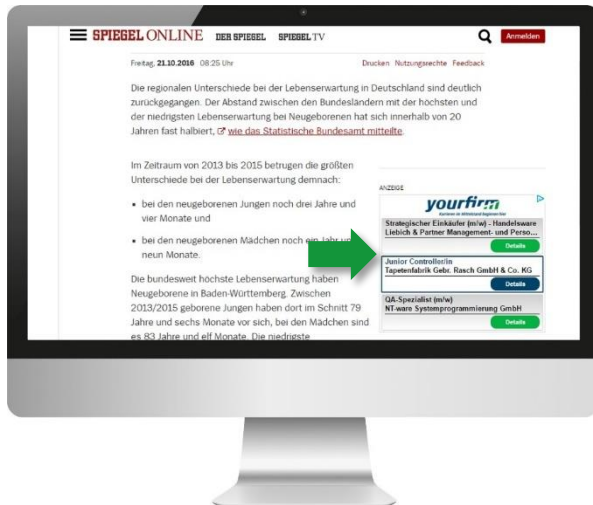 SPIEGEL ONLINE DER SPIEGEL SPIEGEL TV Anmelden
Freitag, 21.10.2016 08:25 Uhr
Drucken Nutzungsrechte Feedback
Die regionalen Unterschiede bei der Lebenserwartung in Deutschland sind deutlich
zurückgegangen. Der Abstand zwischen den Bundesländern mit der höchsten und
der niedrigsten Lebenserwartung bei Neugeborenen hat sich innerhalb von 20
Jahren fast halbiert, wie das Statistische Bundesamt mitteilte.
Im Zeitraum von 2013 bis 2015 betrugen die größten
Unterschiede bei der Lebenserwartung demnach:
• bei den neugeborenen Jungen noch drei Jahre und
vier Monate und
• bei den neugeborenen Mädchen noch ein Jahr und
neun Monate.
Die bundesweit höchste Lebenserwartung haben
Neugeborene in Baden-Württemberg. Zwischen
2013/2015 geborene Jungen haben dort im Schnitt 79
Jahre und sechs Monate vor sich, bei den Mädchen sind
es 83 Jahre und elf Monate. Die niedrigste
ANZEIGE
yourfirm
Karriere im Mittelstand beginnt hier
Strategischer Einkäufer (m/w) - Handelsware
Liebich & Partner Management- und Perso...
Details
Junior Controller/in
Tapetenfabrik Gebr. Rasch GmbH & Co. KG
Details
QA-Spezialist (m/w)
NT-ware Systemprogrammierung GmbH
Details